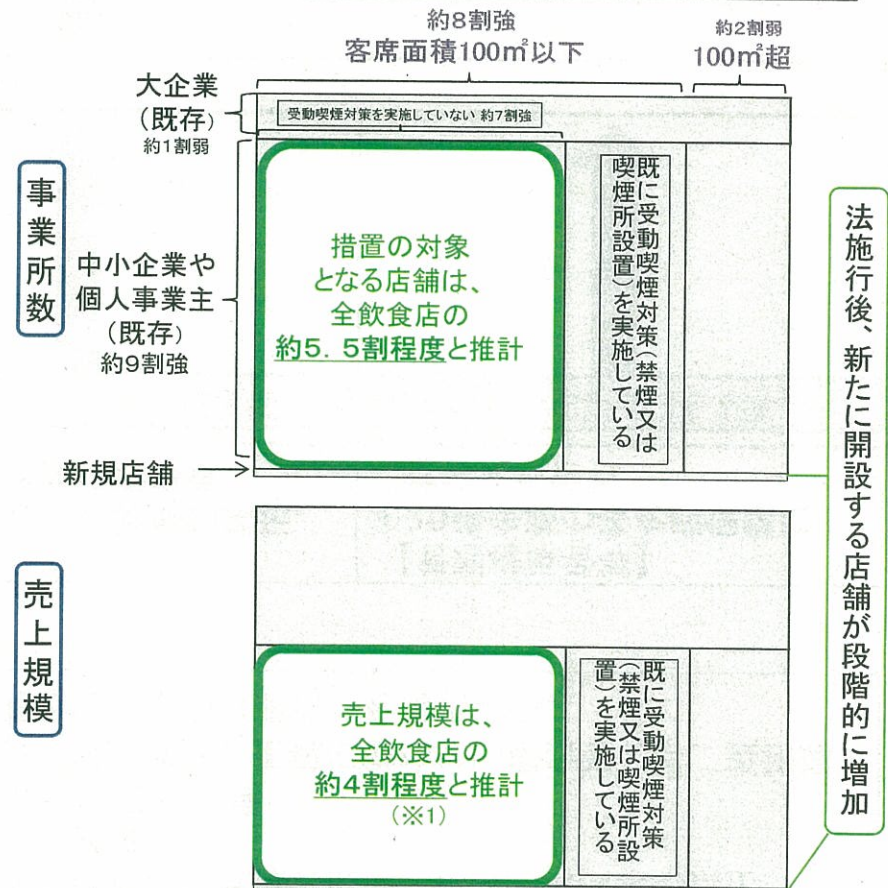 約8割強
客席面積100㎡以下
約2割弱
100㎡超
大企業
(既存)
約1割弱
受動喫煙対策を実施していない 約7割強
事業所数
中小企業や
個人事業主
(既存)
約9割強
措置の対象
となる店舗は、
全飲食店の
約5.5割程度と推計
既に受動喫煙対策(禁煙又は
喫煙所設置)を実施している
新規店舗
法施行後、新たに開設する店舗が段階的に増加
売上規模
売上規模は、
全飲食店の
約4割程度と推計
(※1)
既に受動喫煙対策
(禁煙又は喫煙所設
置)を実施している